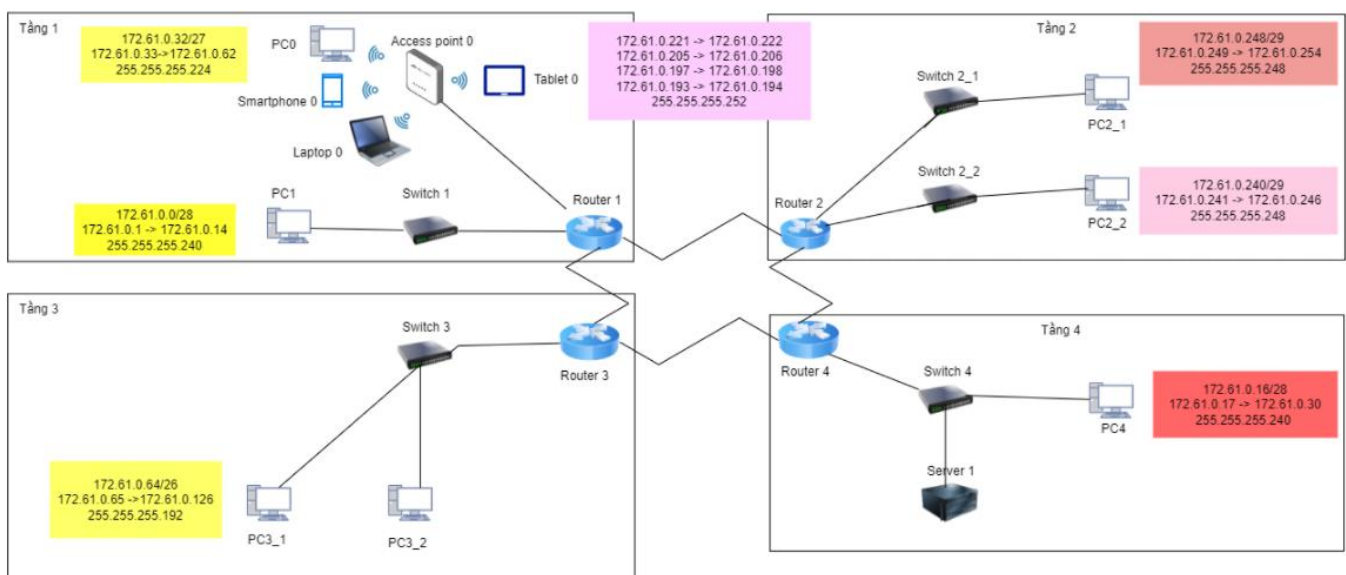 Tầng 1
172.61.0.32/27
172.61.0.33->172.61.0.62
255.255.255.224
PC0
Access point 0
Smartphone 0
Tablet 0
Laptop 0
172.61.0.221 -> 172.61.0.222
172.61.0.205 -> 172.61.0.206
172.61.0.197 -> 172.61.0.198
172.61.0.193 -> 172.61.0.194
255.255.255.252
PC1
Switch 1
Router 1
172.61.0.0/28
172.61.0.1 -> 172.61.0.14
255.255.255.240
Tầng 2
172.61.0.248/29
172.61.0.249 -> 172.61.0.254
255.255.255.248
Switch 2_1
PC2_1
Switch 2_2
Router 2
PC2_2
172.61.0.240/29
172.61.0.241 -> 172.61.0.246
255.255.255.248
Tầng 3
Switch 3
Router 3
172.61.0.64/26
172.61.0.65 ->172.61.0.126
255.255.255.192
PC3_1
PC3_2
Tầng 4
Router 4
Switch 4
PC4
172.61.0.16/28
172.61.0.17 -> 172.61.0.30
255.255.255.240
Server 1